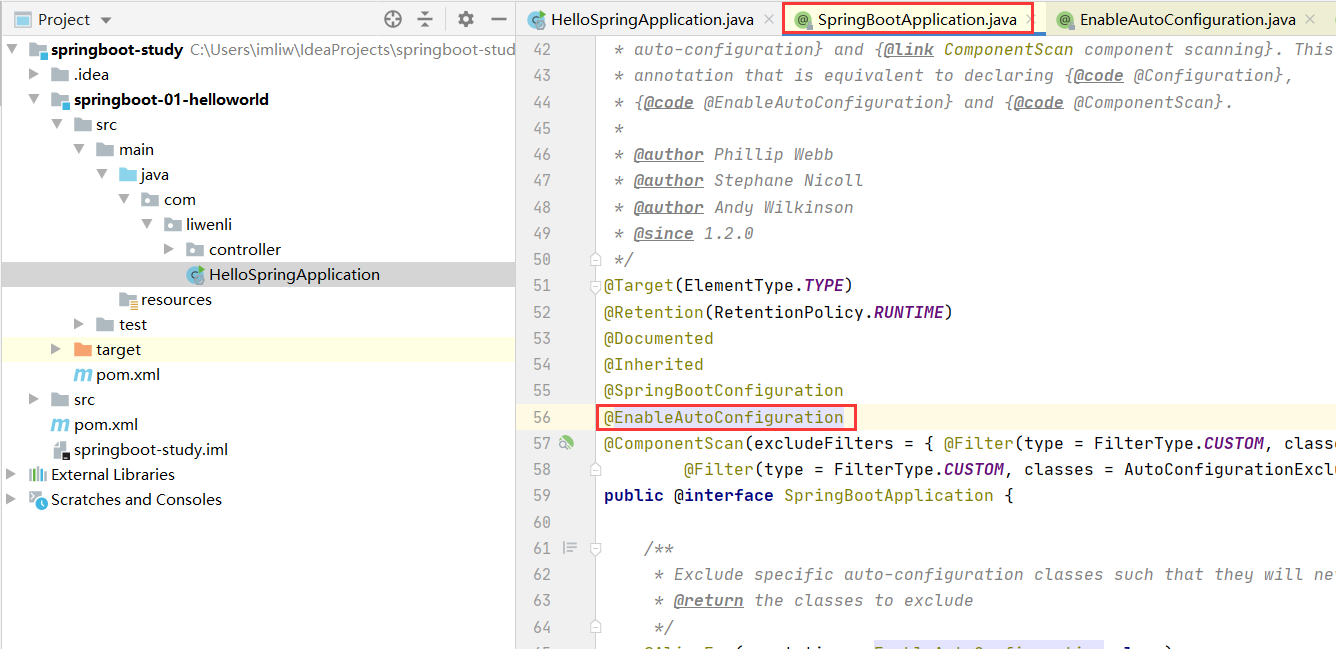 Project
springboot-study C:\Users\imliw\IdeaProjects\springboot-stud
.idea
springboot-01-helloworld
src
main
java
com
liwenli
controller
HelloSpringApplication
resources
test
target
pom.xml
src
pom.xml
springboot-study.iml
External Libraries
Scratches and Consoles
HelloSpringApplication.java SpringBootApplication.java EnableAutoConfiguration.java
42 * auto-configuration} and {@link ComponentScan component scanning}. This
43 * annotation that is equivalent to declaring {@code @Configuration},
44 * {@code @EnableAutoConfiguration} and {@code @ComponentScan}.
45 *
46 * @author Phillip Webb
47 * @author Stephane Nicoll
48 * @author Andy Wilkinson
49 * @since 1.2.0
50 */
51 @Target(ElementType.TYPE)
52 @Retention(RetentionPolicy.RUNTIME)
53 @Documented
54 @Inherited
55 @SpringBootConfiguration
56 @EnableAutoConfiguration
57 @ComponentScan(excludeFilters = { @Filter(type = FilterType.CUSTOM, classe
58 @Filter(type = FilterType.CUSTOM, classes = AutoConfigurationExclu
59 public @interface SpringBootApplication {
60
61 /**
62 * Exclude specific auto-configuration classes such that they will ne
63 * @return the classes to exclude
64 */